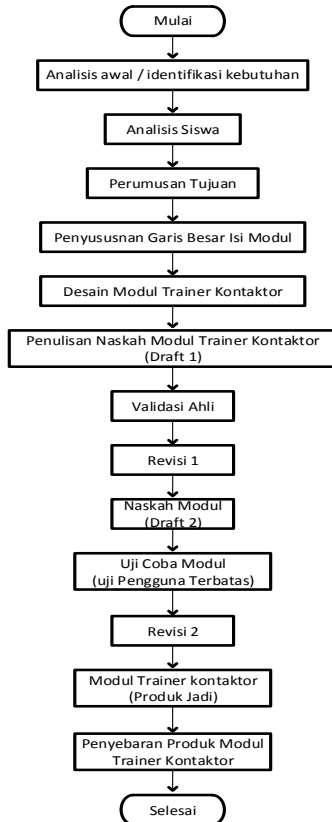 Mulai
Analisis awal / identifikasi kebutuhan
Analisis Siswa
Perumusan Tujuan
Penyususnan Garis Besar Isi Modul
Desain Modul Trainer Kontaktor
Penulisan Naskah Modul Trainer Kontaktor
(Draft 1)
Validasi Ahli
Revisi 1
Naskah Modul
(Draft 2)
Uji Coba Modul
(uji Pengguna Terbatas)
Revisi 2
Modul Trainer kontaktor
(Produk Jadi)
Penyebaran Produk Modul
Trainer Kontaktor
Selesai